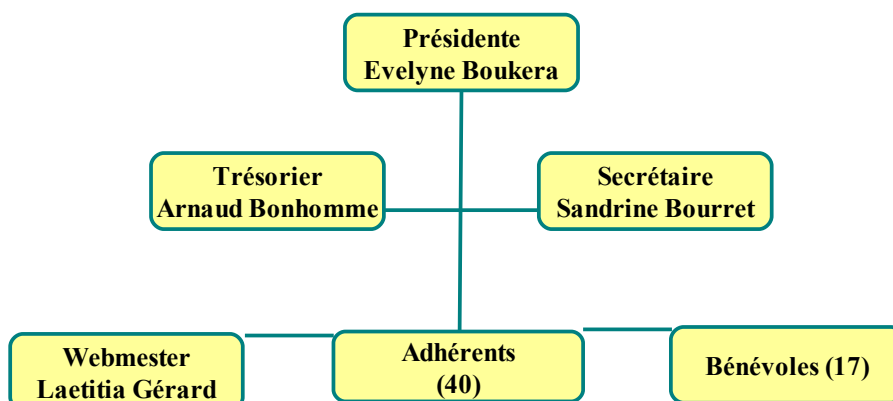 Présidente
Evelyne Boukera
Trésorier
Arnaud Bonhomme
Secrétaire
Sandrine Bourret
Webmester
Laetitia Gérard
Adhérents
(40)
Bénévoles (17)